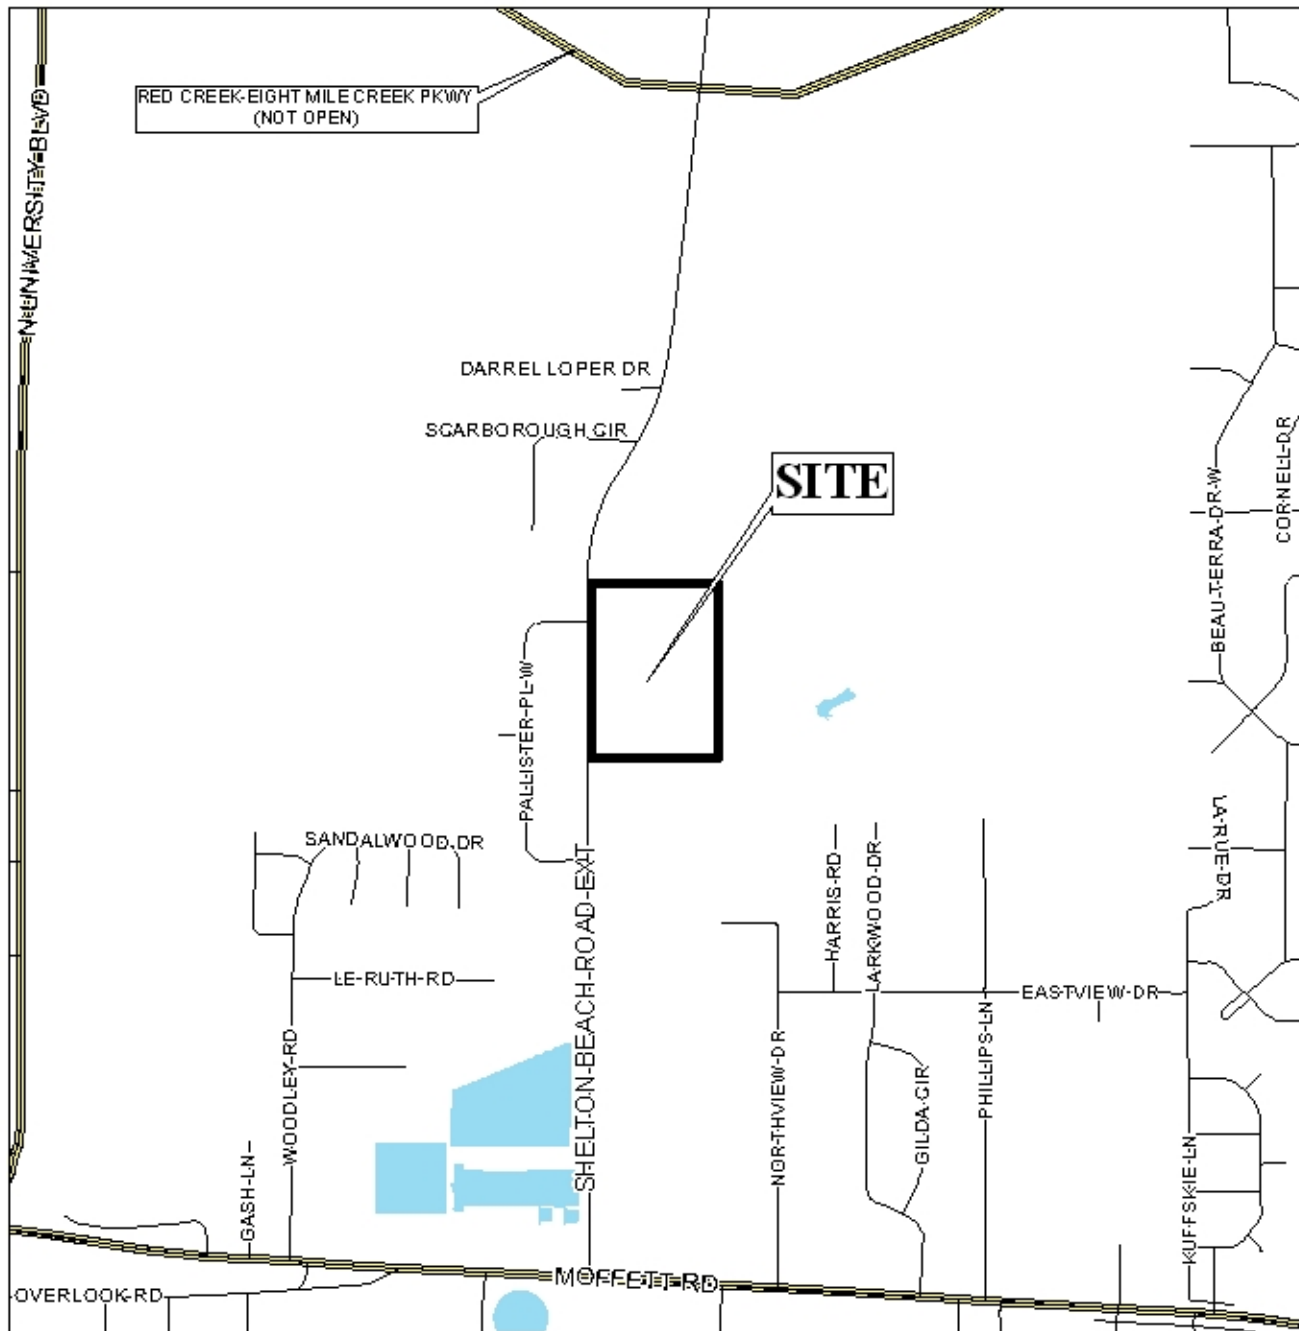 RED CREEK-EIGHT MILE CREEK PKWY
(NOT OPEN)
N UNIVERSITY BLVD
DARREL LOPER DR
SCARBOROUGH CIR
SITE
CORNELL DR
BEAU TERRA DR W
PALLISTER PL W
SANDALWOOD DR
LA RUE DR
HARRIS RD
LARKWOOD DR
SHELTON BEACH ROAD EXT
LE RUTH RD
EASTVIEW DR
WOODLEY RD
NORTHVIEW DR
PHILLIPS LN
GILDA CIR
GASH LN
KUFFSKIE LN
MOFFETT RD
OVERLOOK RD